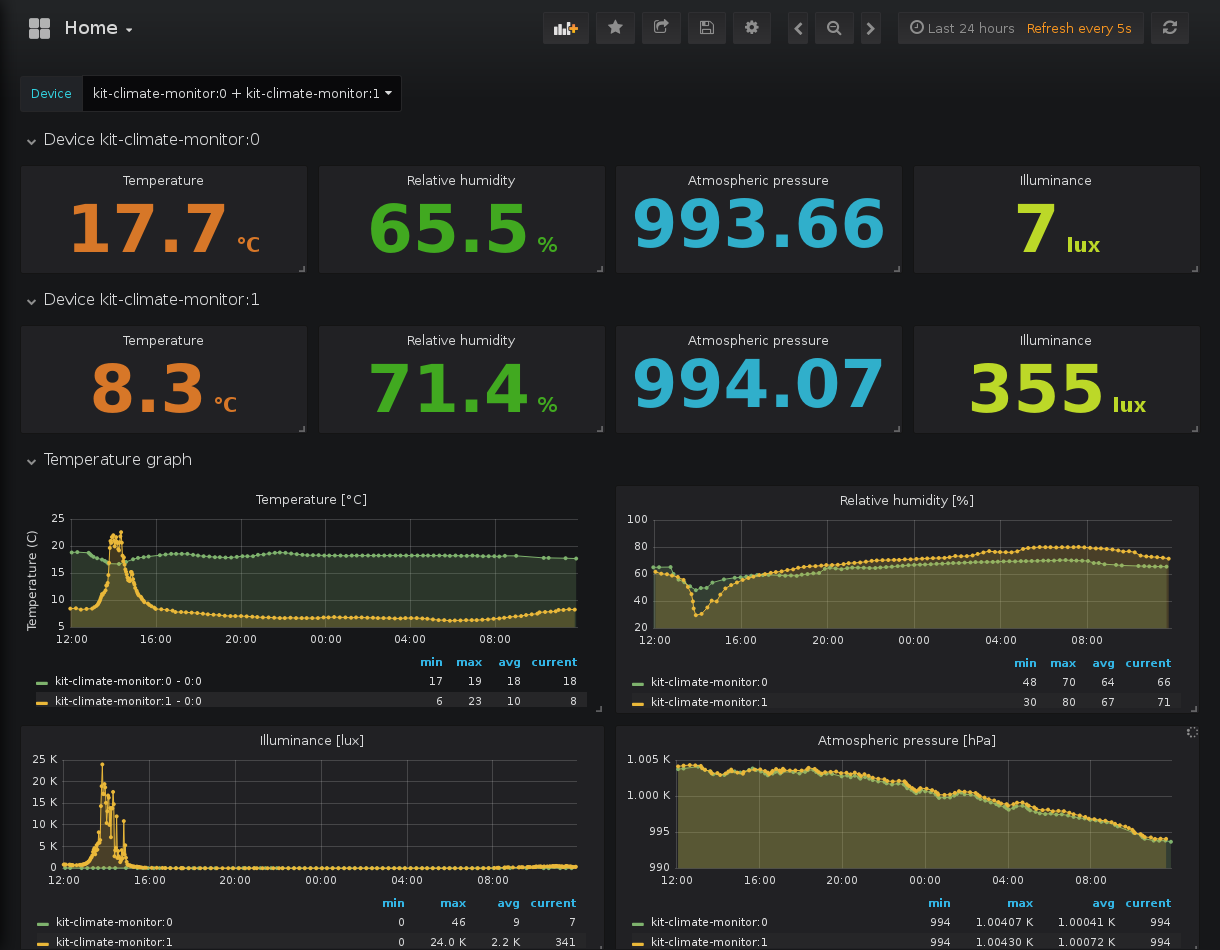 Home
Last 24 hours Refresh every 5s
Device kit-climate-monitor:0 + kit-climate-monitor:1
Device kit-climate-monitor:0
Temperature Relative humidity Atmospheric pressure Illuminance
17.7 °C 65.5 % 993.66 7 lux
Device kit-climate-monitor:1
Temperature Relative humidity Atmospheric pressure Illuminance
8.3 °C 71.4 % 994.07 355 lux
Temperature graph
Temperature [°C]
Temperature (C)
25
20
15
10
5
12:00 16:00 20:00 00:00 04:00 08:00
min max avg current
kit-climate-monitor:0 - 0:0 17 19 18 18
kit-climate-monitor:1 - 0:0 6 23 10 8
Relative humidity [%]
100
80
60
40
20
12:00 16:00 20:00 00:00 04:00 08:00
min max avg current
kit-climate-monitor:0 48 70 64 66
kit-climate-monitor:1 30 80 67 71
Illuminance [lux]
25 K
20 K
15 K
10 K
5 K
0
12:00 16:00 20:00 00:00 04:00 08:00
min max avg current
kit-climate-monitor:0 0 46 9 7
kit-climate-monitor:1 0 24.0 K 2.2 K 341
Atmospheric pressure [hPa]
1.005 K
1.000 K
995
990
12:00 16:00 20:00 00:00 04:00 08:00
min max avg current
kit-climate-monitor:0 994 1.00407 K 1.00041 K 994
kit-climate-monitor:1 994 1.00430 K 1.00072 K 994